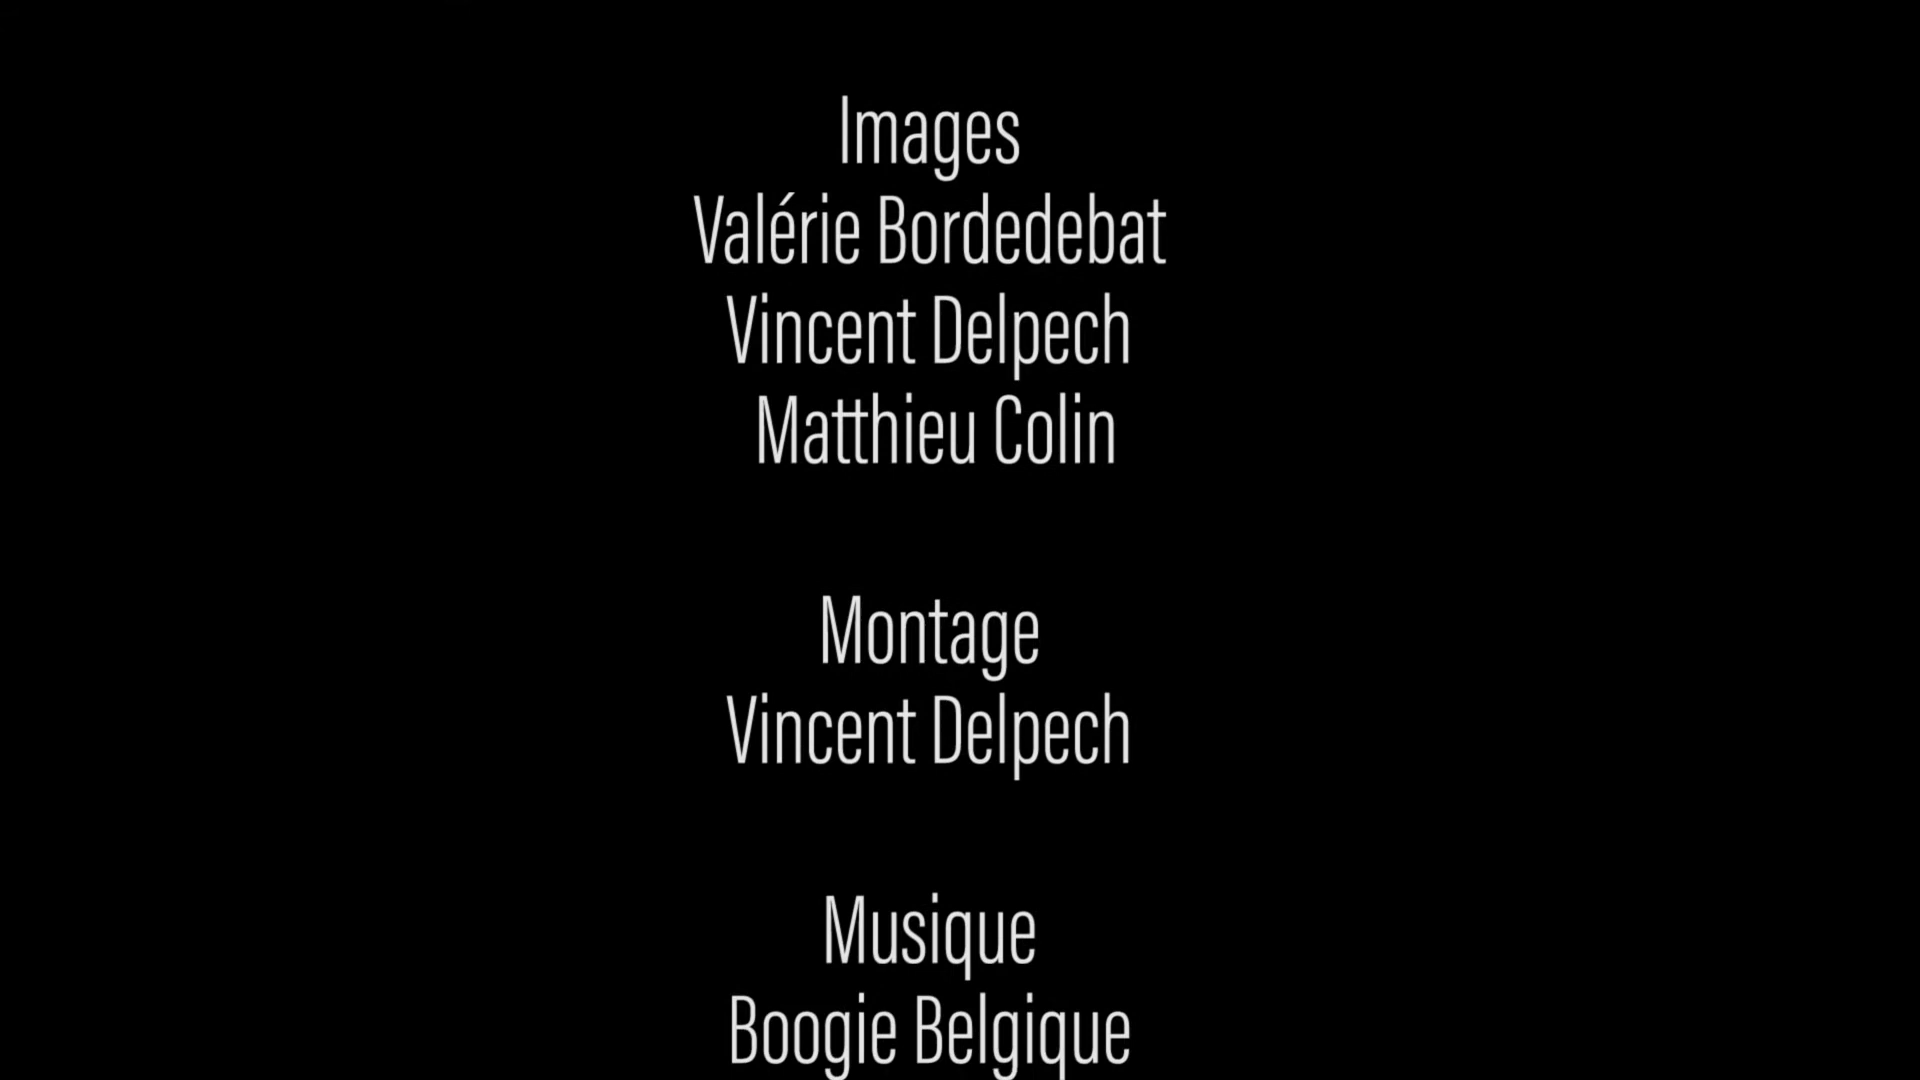 Images
Valérie Bordedebat
Vincent Delpech
Matthieu Colin
Montage
Vincent Delpech
Musique
Boogie Belgique